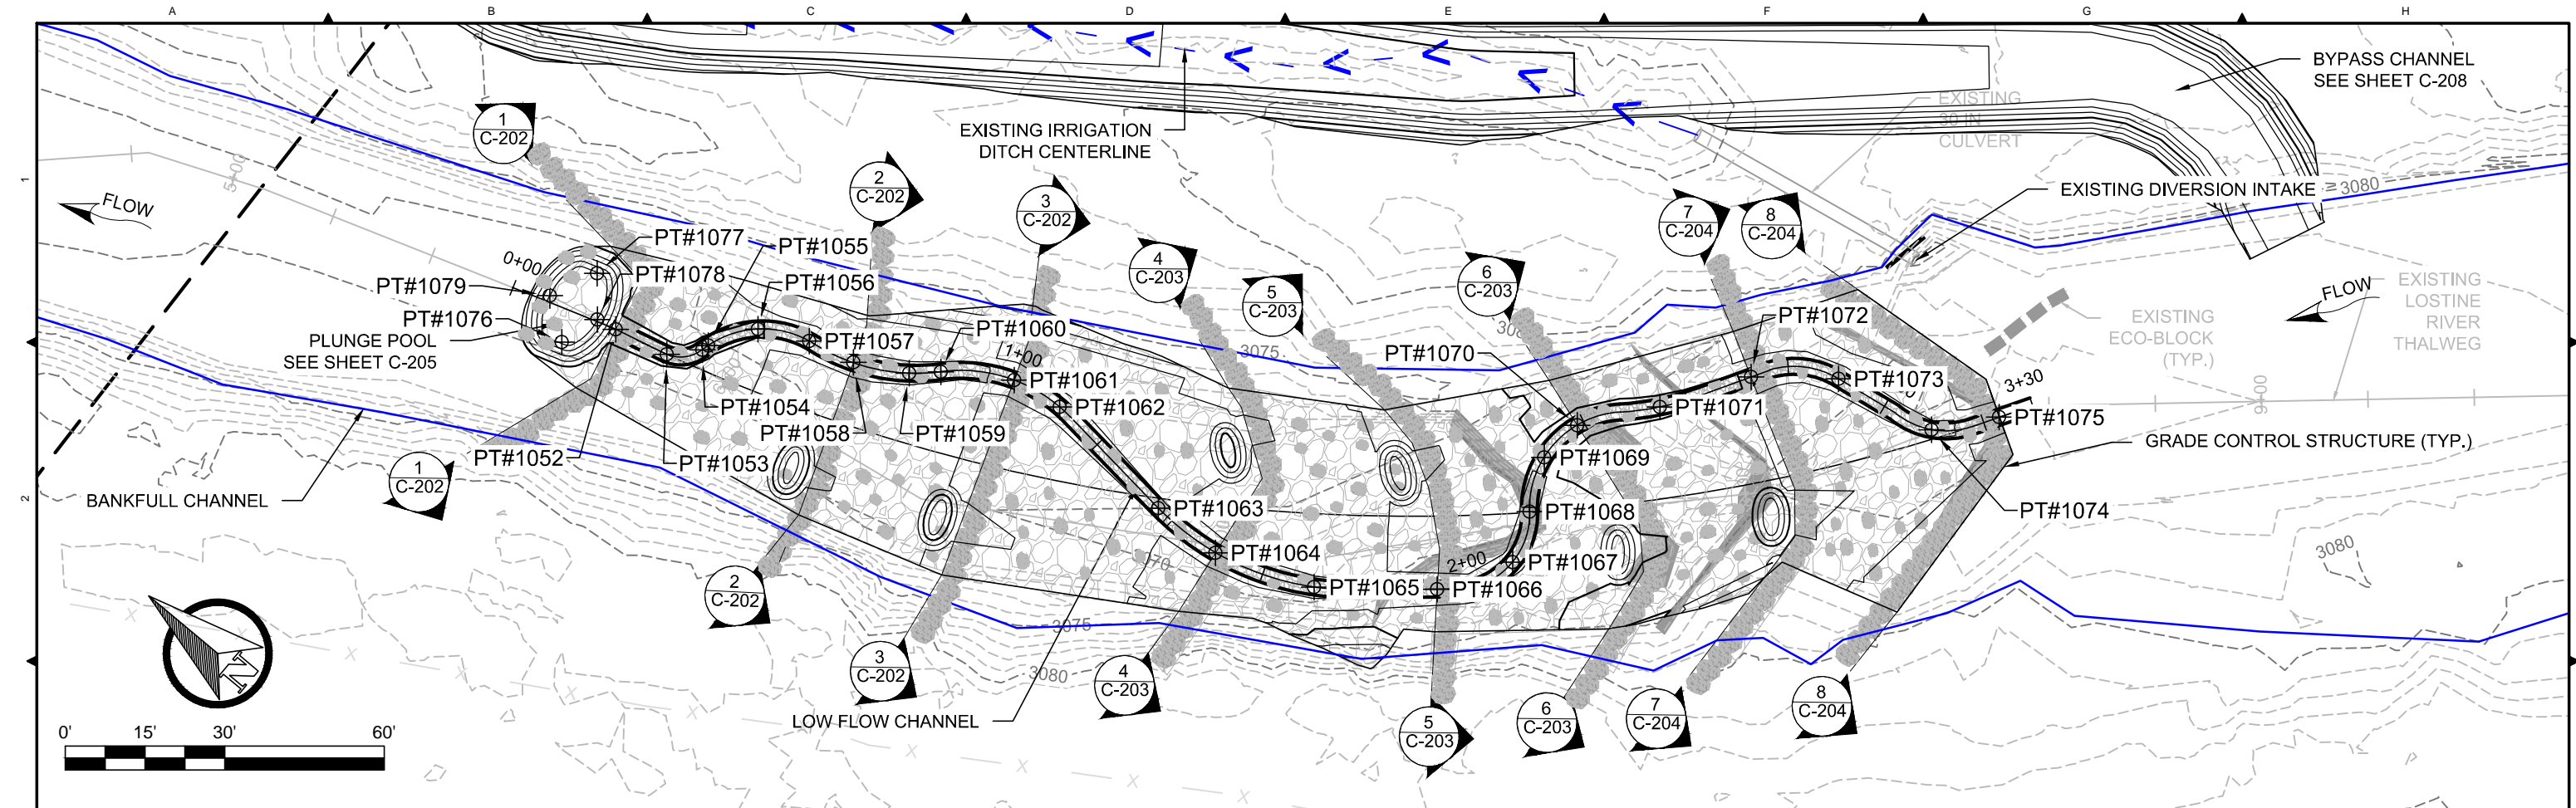 A B C D E F G H
BYPASS CHANNEL
SEE SHEET C-208
EXISTING
30 IN
CULVERT
EXISTING IRRIGATION
DITCH CENTERLINE
1
C-202
2
C-202
3
C-202
4
C-203
5
C-203
6
C-203
7
C-204
8
C-204
1
5+00
FLOW
EXISTING DIVERSION INTAKE
3080
PT#1077
PT#1055
0+00
PT#1078
PT#1056
PT#1079
PT#1076
PLUNGE POOL
SEE SHEET C-205
PT#1057
PT#1060
1+00
3075
PT#1061
PT#1062
PT#1054
PT#1058
PT#1059
PT#1052
PT#1053
PT#1070
PT#1072
PT#1071
PT#1073
3+30
PT#1075
FLOW
EXISTING
LOSTINE
RIVER
THALWEG
EXISTING
ECO-BLOCK
(TYP.)
9+00
GRADE CONTROL STRUCTURE (TYP.)
PT#1074
PT#1069
PT#1068
PT#1067
PT#1063
PT#1064
PT#1065
2+00
PT#1066
3080
BANKFULL CHANNEL
1
C-202
2
2
C-202
3
C-202
3075
3080
4
C-203
5
C-203
6
C-203
7
C-204
8
C-204
LOW FLOW CHANNEL
N
X X X X X X
0' 15' 30' 60'